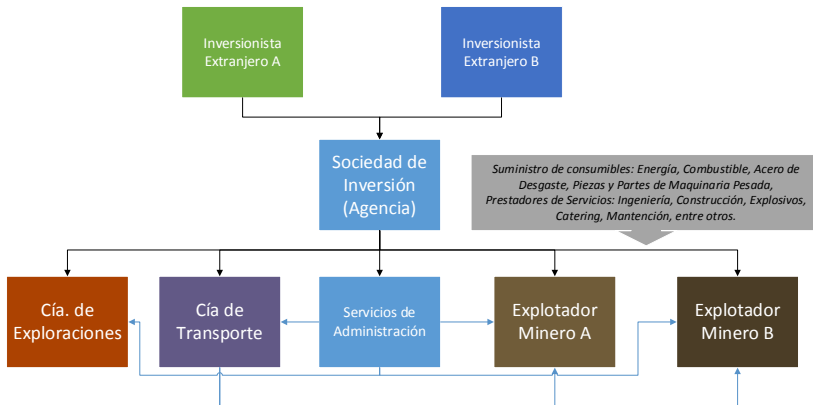 Inversionista
Extranjero A
Inversionista
Extranjero B
Sociedad de
Inversión
(Agencia)
Suministro de consumibles: Energía, Combustible, Acero de
Desgaste, Piezas y Partes de Maquinaria Pesada,
Prestadores de Servicios: Ingeniería, Construcción, Explosivos,
Catering, Mantención, entre otros.
Cía. de
Exploraciones
Cía de
Transporte
Servicios de
Administración
Explotador
Minero A
Explotador
Minero B